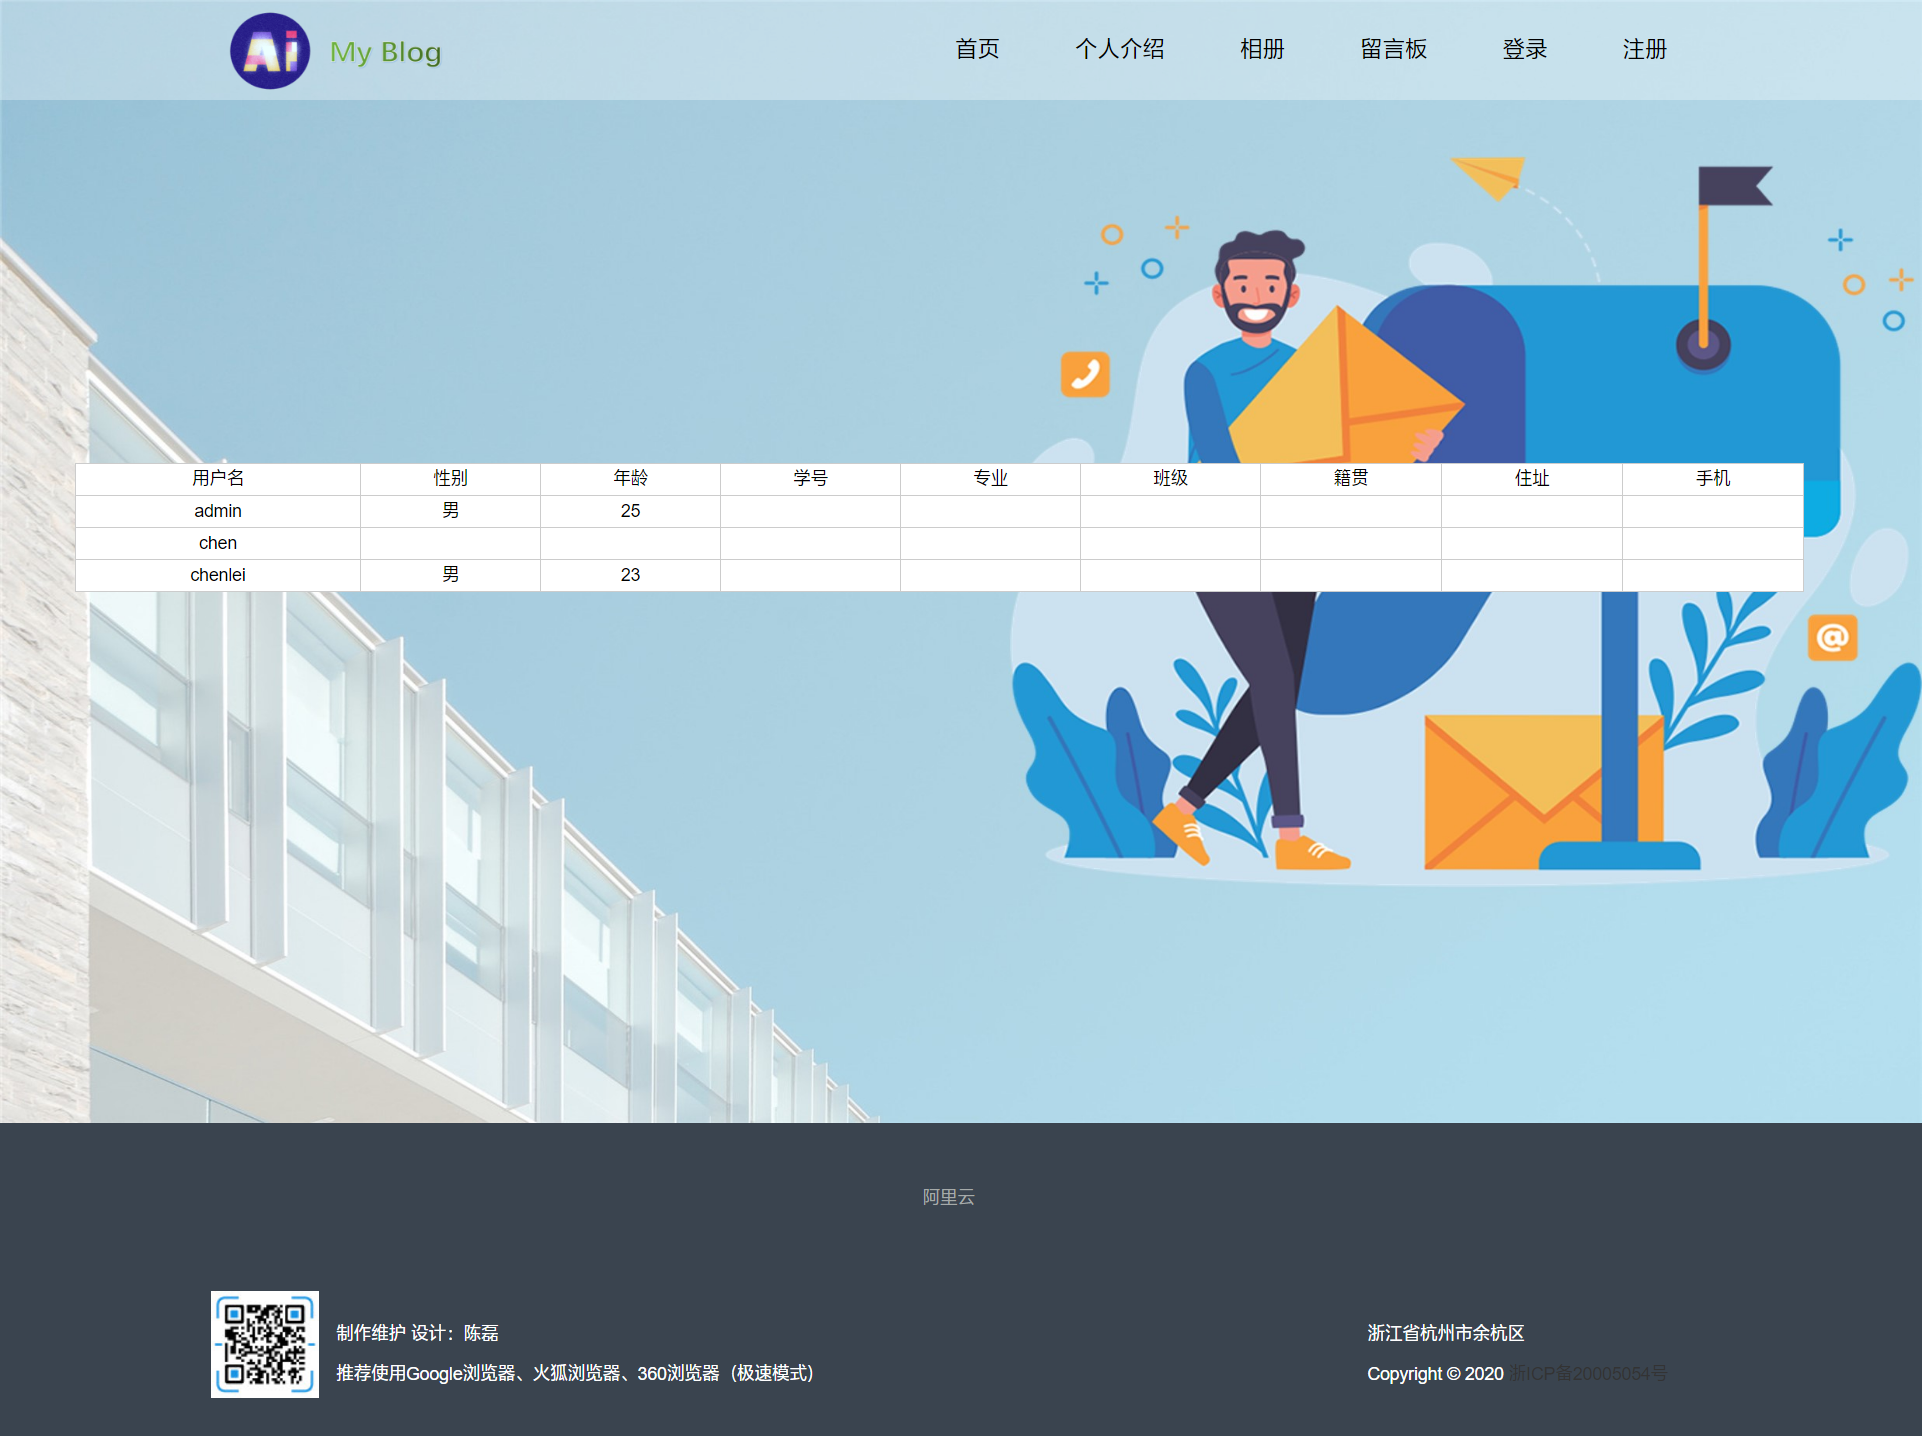 Ai My Blog 首页 个人介绍 相册 留言板 登录 注册
用户名 性别 年龄 学号 专业 班级 籍贯 住址 手机
admin 男 25
chen
chenlei 男 23
@
阿里云
制作维护 设计：陈磊
推荐使用Google浏览器、火狐浏览器、360浏览器（极速模式）
浙江省杭州市余杭区
Copyright © 2020 浙ICP备20005054号